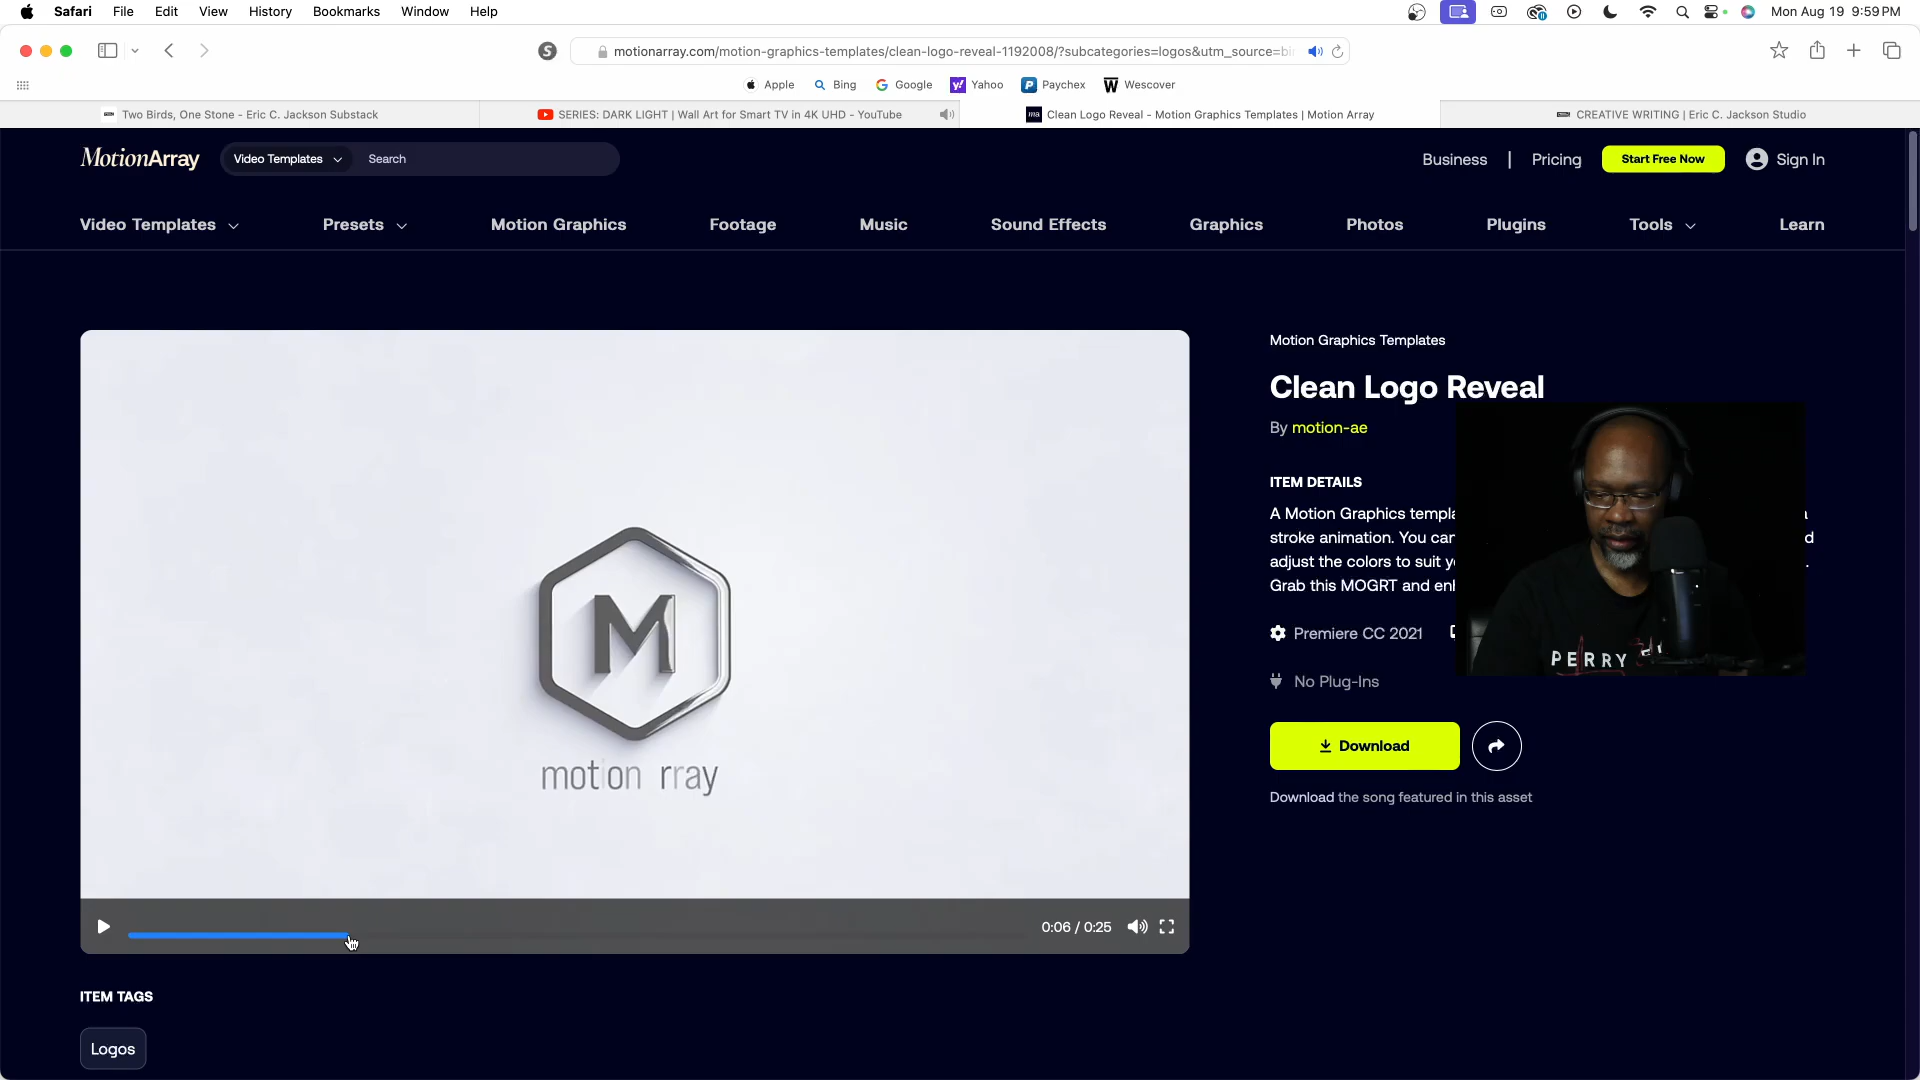 Safari File Edit View History Bookmarks Window Help Mon Aug 19 9:59 PM
motionarray.com/motion-graphics-templates/clean-logo-reveal-1192008/?subcategories=logos&utm_source=bi
Apple Bing Google Yahoo Paychex Wescover
Two Birds, One Stone - Eric C. Jackson Substack
SERIES: DARK LIGHT | Wall Art for Smart TV in 4K UHD - YouTube
Clean Logo Reveal - Motion Graphics Templates | Motion Array
CREATIVE WRITING | Eric C. Jackson Studio
MotionArray Video Templates Search Business | Pricing Start Free Now Sign In
Video Templates Presets Motion Graphics Footage Music Sound Effects Graphics Photos Plugins Tools Learn
M
motion rray
0:06 / 0:25
Motion Graphics Templates
Clean Logo Reveal
By motion-ae
ITEM DETAILS
A Motion Graphics templa
stroke animation. You can
adjust the colors to suit y
Grab this MOGRT and enh
Premiere CC 2021
No Plug-Ins
PERRY
Download
Download the song featured in this asset
ITEM TAGS
Logos